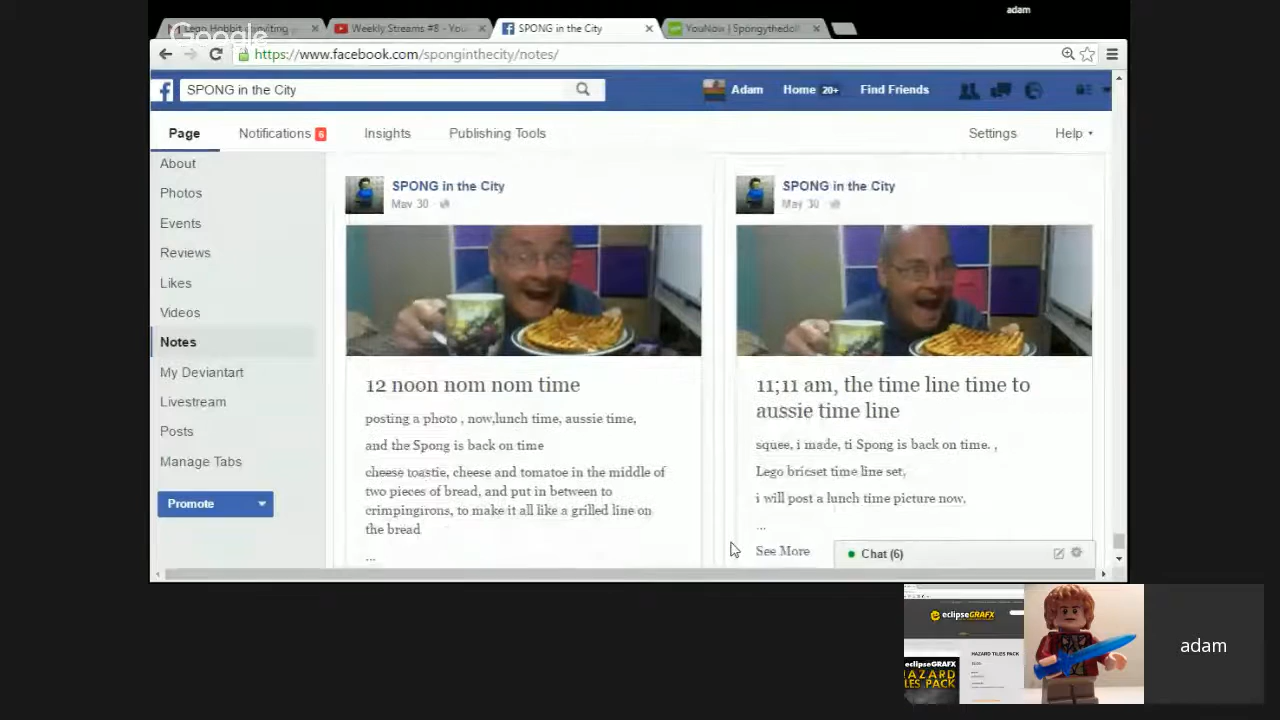 adam
Lego Hobbit
Weekly Streams #8 - You
SPONG in the City
YouNow | Spongythedoll
Google
https://www.facebook.com/sponginthecity/notes/
SPONG in the City
Adam
Home 20+
Find Friends
Page
Notifications 6
Insights
Publishing Tools
Settings
Help
About
Photos
Events
Reviews
Likes
Videos
Notes
My Deviantart
Livestream
Posts
Manage Tabs
Promote
SPONG in the City
May 30
12 noon nom nom time
posting a photo , now,lunch time, aussie time,
and the Spong is back on time
cheese toastie, cheese and tomatoe in the middle of
two pieces of bread, and put in between to
crimpingirons, to make it all like a grilled line on
the bread
...
SPONG in the City
May 30
11;11 am, the time line time to
aussie time line
squee, i made, ti Spong is back on time. ,
Lego bricset time line set,
i will post a lunch time picture now.
...
See More
Chat (6)
eclipseGRAFX
HAZARD TILES PACK
eclipseGRAFX
HAZARD
TILES PACK
adam